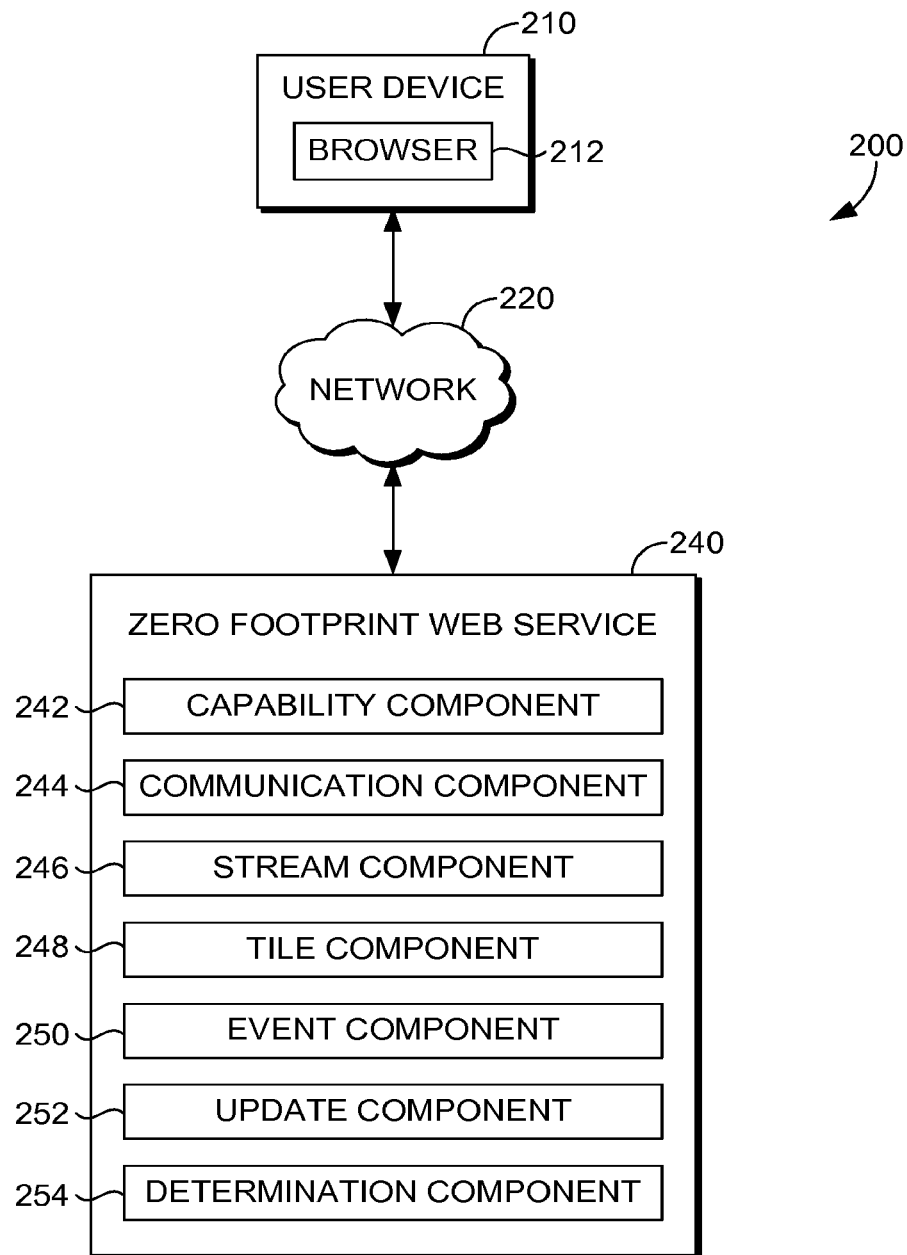 210
USER DEVICE
BROWSER
212
200
220
NETWORK
240
ZERO FOOTPRINT WEB SERVICE
242
CAPABILITY COMPONENT
244
COMMUNICATION COMPONENT
246
STREAM COMPONENT
248
TILE COMPONENT
250
EVENT COMPONENT
252
UPDATE COMPONENT
254
DETERMINATION COMPONENT